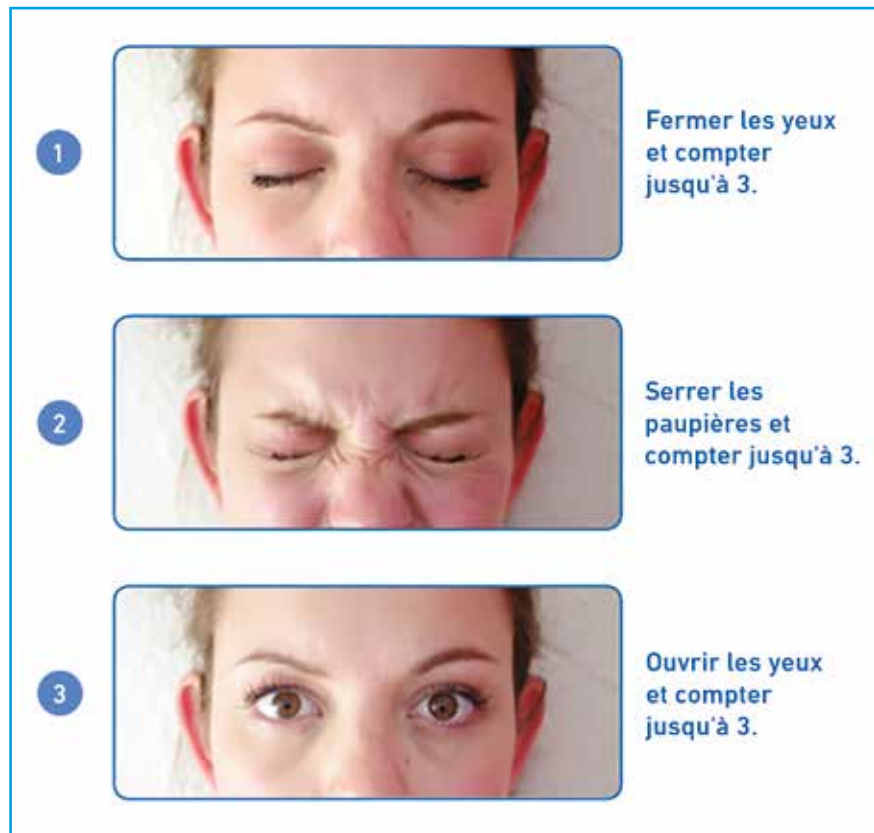 1
Fermer les yeux
et compter
jusqu'à 3.
2
Serrer les
paupières et
compter jusqu'à 3.
3
Ouvrir les yeux
et compter
jusqu'à 3.